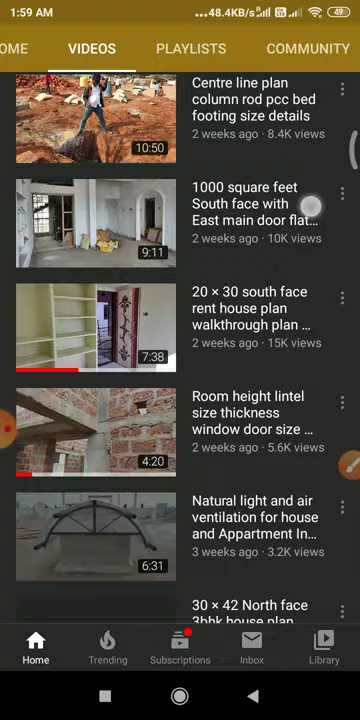 1:59 AM
...48.4KB/s
49
OME
VIDEOS
PLAYLISTS
COMMUNITY
Centre line plan
column rod pcc bed
footing size details
2 weeks ago · 8.4K views
10:50
1000 square feet
South face with
East main door flat...
2 weeks ago · 10K views
9:11
20 × 30 south face
rent house plan
walkthrough plan ...
2 weeks ago · 15K views
7:38
Room height lintel
size thickness
window door size ...
2 weeks ago · 5.6K views
4:20
Natural light and air
ventilation for house
and Appartment In...
3 weeks ago · 3.2K views
6:31
30 × 42 North face
3bhk house plan
Home
Trending
Subscriptions
Inbox
Library